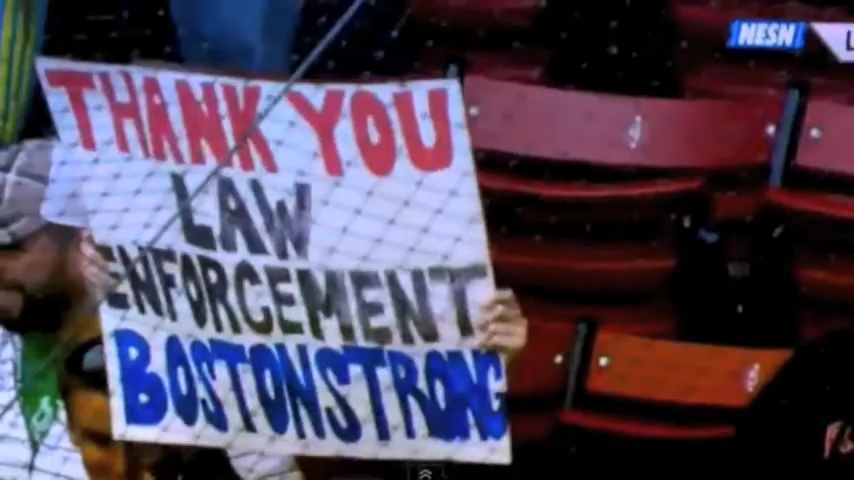 NESN
THANK YOU
LAW
ENFORCEMENT
BOSTONSTRONG